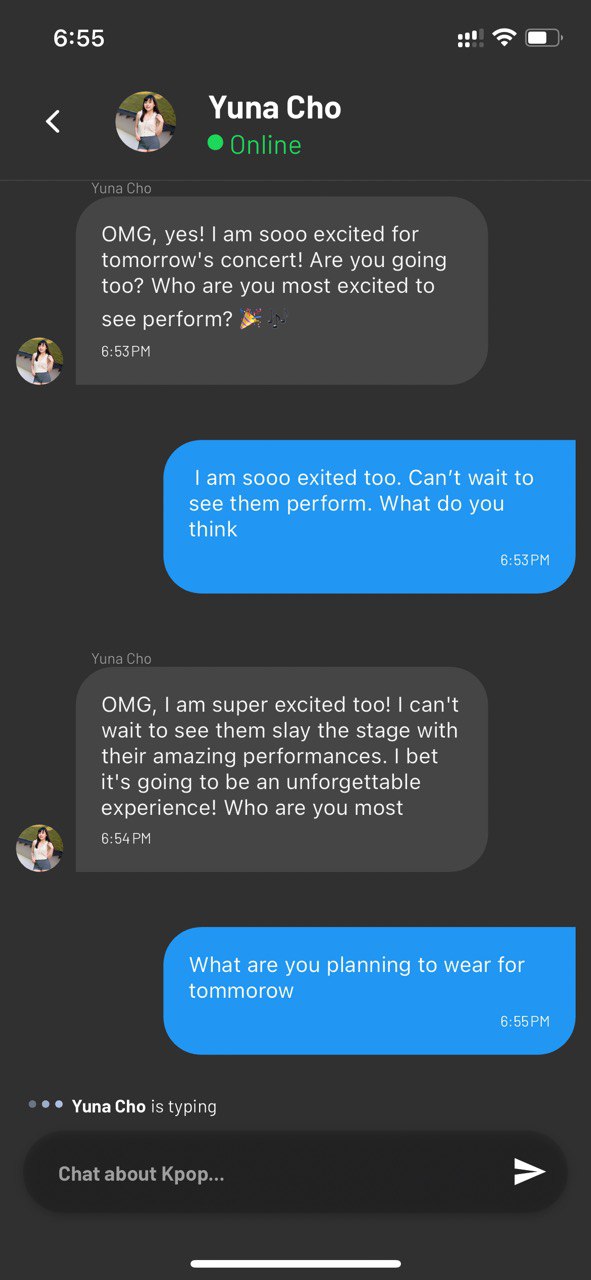 6:55
Yuna Cho
Online
Yuna Cho
OMG, yes! I am sooo excited for
tomorrow's concert! Are you going
too? Who are you most excited to
see perform? 🎉🎶
6:53PM
I am sooo exited too. Can’t wait to
see them perform. What do you
think
6:53PM
Yuna Cho
OMG, I am super excited too! I can't
wait to see them slay the stage with
their amazing performances. I bet
it's going to be an unforgettable
experience! Who are you most
6:54PM
What are you planning to wear for
tommorow
6:55PM
Yuna Cho is typing
Chat about Kpop...